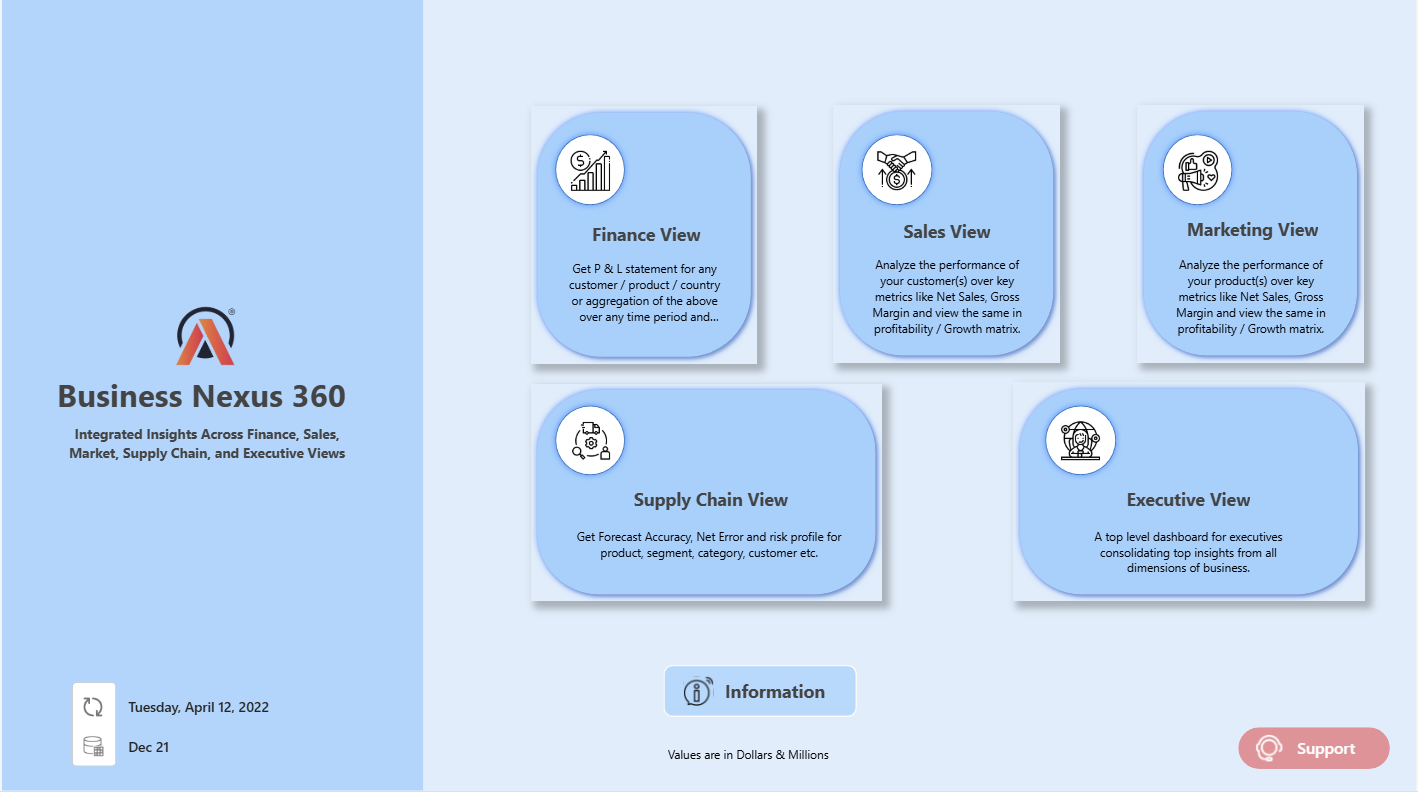 ®
Business Nexus 360
Integrated Insights Across Finance, Sales,
Market, Supply Chain, and Executive Views
Tuesday, April 12, 2022
Dec 21
Finance View
Get P & L statement for any
customer / product / country
or aggregation of the above
over any time period and...
Sales View
Analyze the performance of
your customer(s) over key
metrics like Net Sales, Gross
Margin and view the same in
profitability / Growth matrix.
Marketing View
Analyze the performance of
your product(s) over key
metrics like Net Sales, Gross
Margin and view the same in
profitability / Growth matrix.
Supply Chain View
Get Forecast Accuracy, Net Error and risk profile for
product, segment, category, customer etc.
Executive View
A top level dashboard for executives
consolidating top insights from all
dimensions of business.
Information
Values are in Dollars & Millions
Support